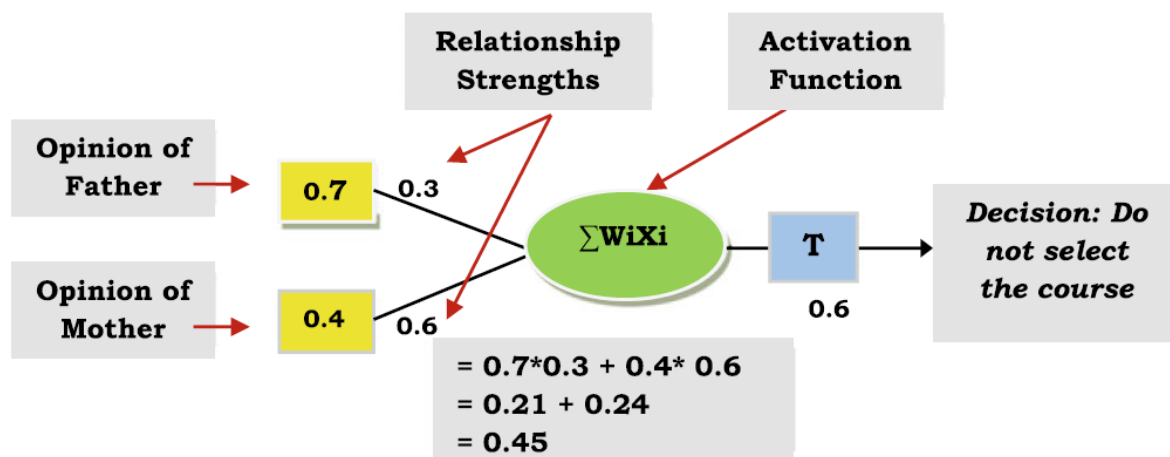 Relationship
Strengths
Activation
Function
Opinion of
Father
0.7
0.3
∑WiXi
T
0.6
Decision: Do
not select
the course
Opinion of
Mother
0.4
0.6
= 0.7*0.3 + 0.4* 0.6
= 0.21 + 0.24
= 0.45